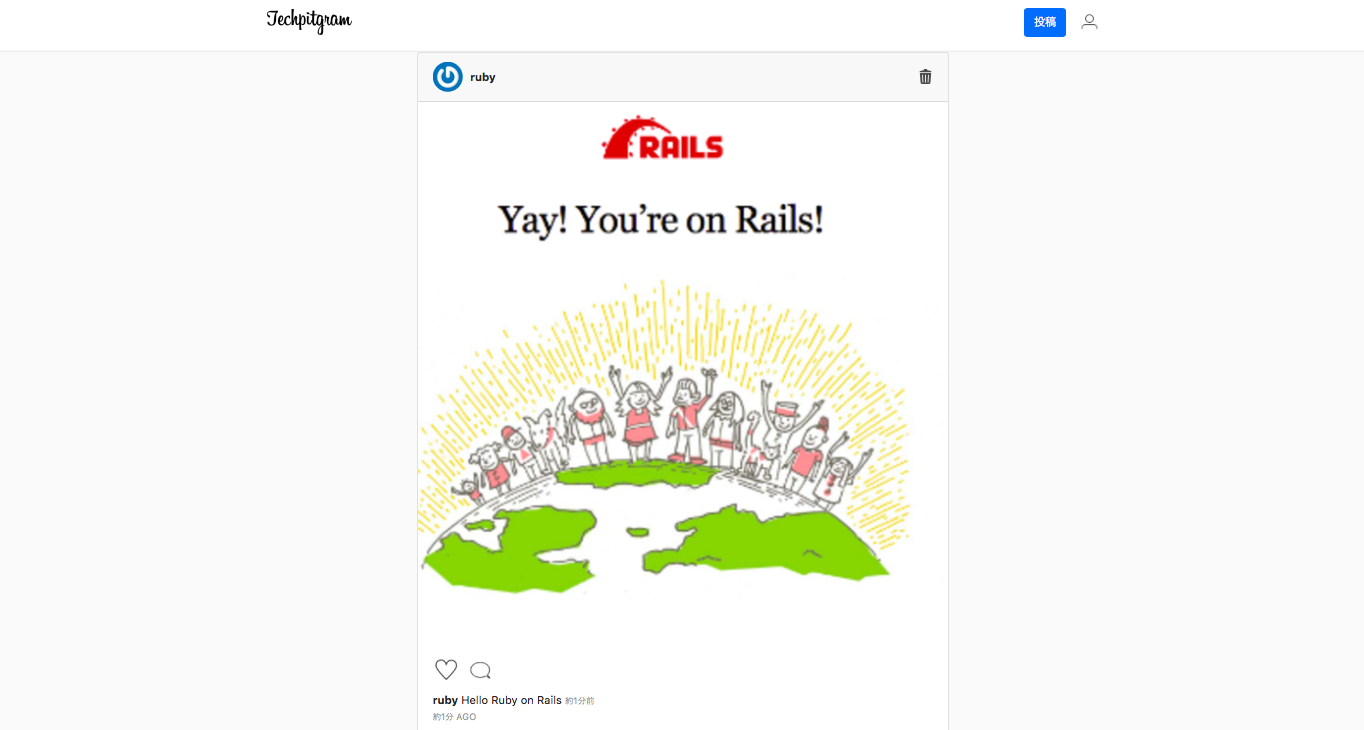 Techpitgram
投稿
ruby
RAILS
Yay! You're on Rails!
ruby Hello Ruby on Rails 約1分前
約1分 AGO